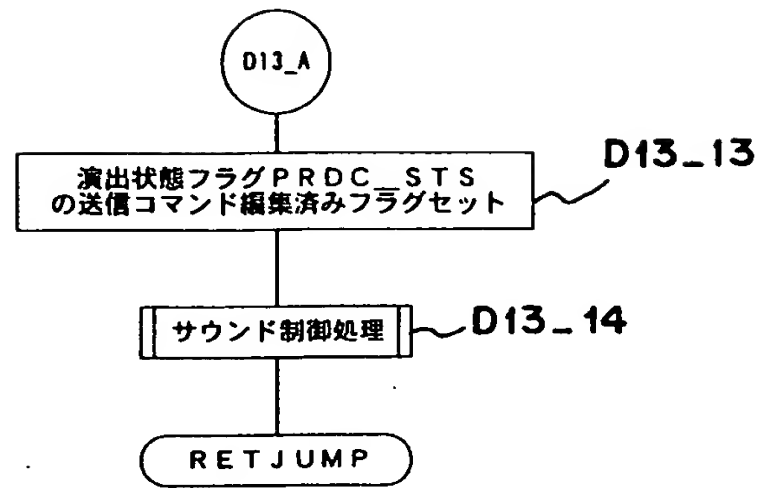 D13_A
演出状態フラグPRDC_STS
の送信コマンド編集済みフラグセット
D13_13
サウンド制御処理
D13_14
RETJUMP